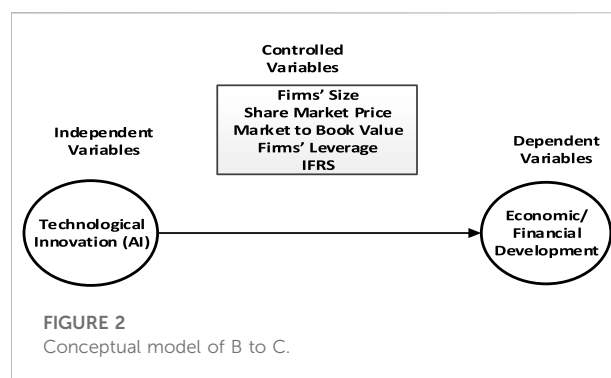 Controlled
Variables
Firms' Size
Share Market Price
Market to Book Value
Firms' Leverage
IFRS
Independent
Variables
Dependent
Variables
Technological
Innovation (AI)
Economic/
Financial
Development
FIGURE 2
Conceptual model of B to C.